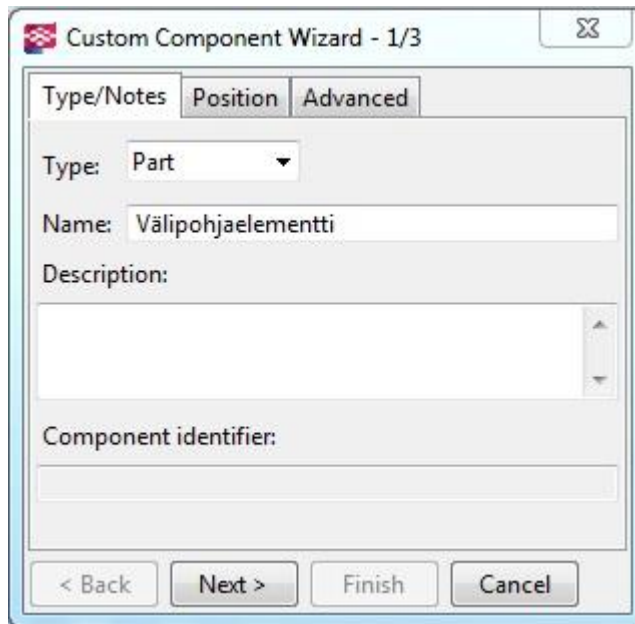 Custom Component Wizard - 1/3
Type/Notes Position Advanced
Type: Part
Name: Välipohjaelementti
Description:
Component identifier:
< Back Next > Finish Cancel